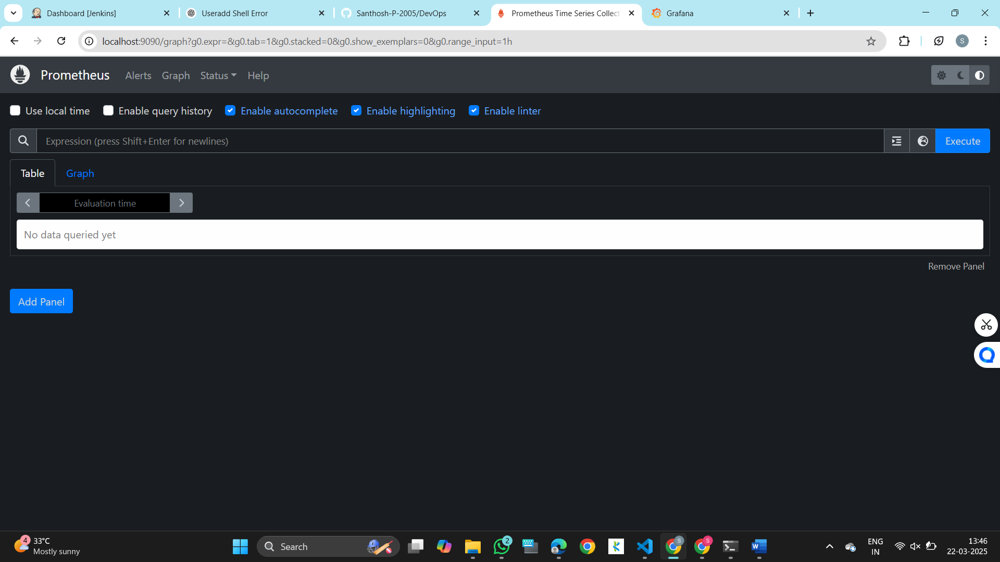 Dashboard [Jenkins]
Useradd Shell Error
Santhosh-P-2005/DevOps
Prometheus Time Series Collect
Grafana
localhost:9090/graph?g0.expr=&g0.tab=1&g0.stacked=0&g0.show_exemplars=0&g0.range_input=1h
S
Prometheus
Alerts
Graph
Status
Help
Use local time
Enable query history
Enable autocomplete
Enable highlighting
Enable linter
Expression (press Shift+Enter for newlines)
Execute
Table
Graph
Evaluation time
No data queried yet
Remove Panel
Add Panel
4
33°C
Mostly sunny
Search
2
S
S
W
ENG
IN
13:46
22-03-2025